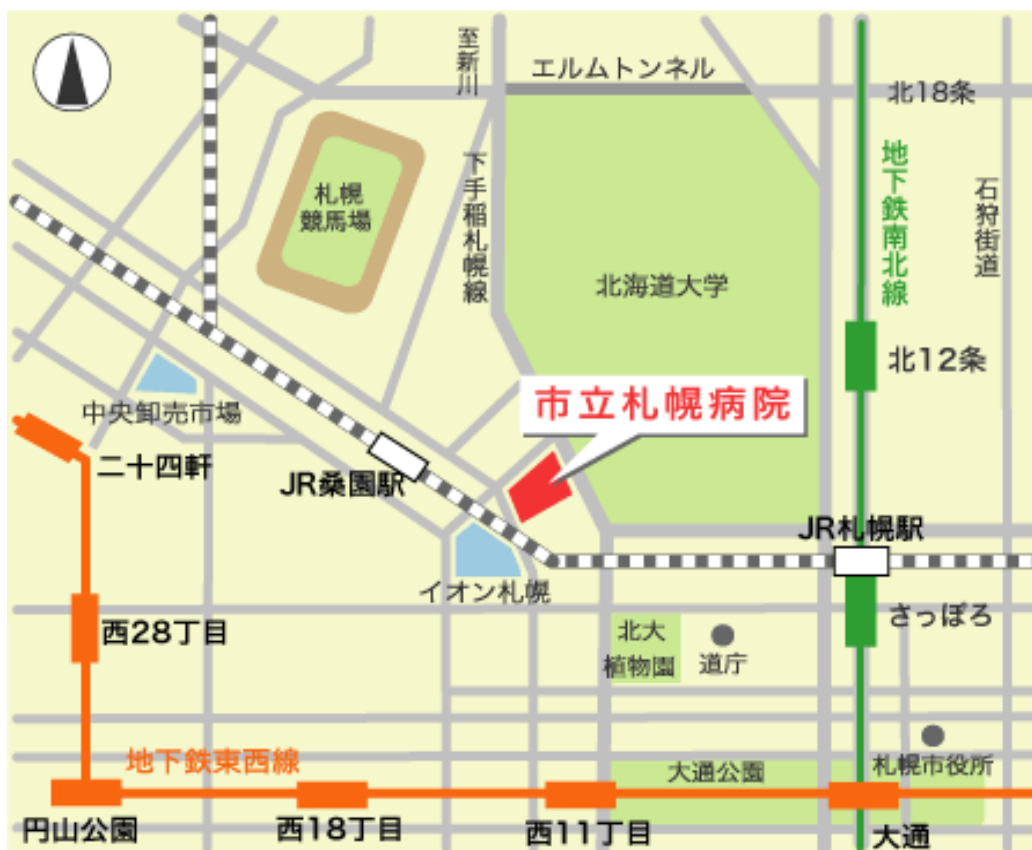 至新川
エルムトンネル
北18条
地下鉄南北線
石狩街道
下手稲札幌線
札幌
競馬場
北海道大学
北12条
市立札幌病院
中央卸売市場
二十四軒
JR桑園駅
JR札幌駅
イオン札幌
さっぽろ
西28丁目
北大
植物園
道庁
地下鉄東西線
大通公園
札幌市役所
円山公園
西18丁目
西11丁目
大通